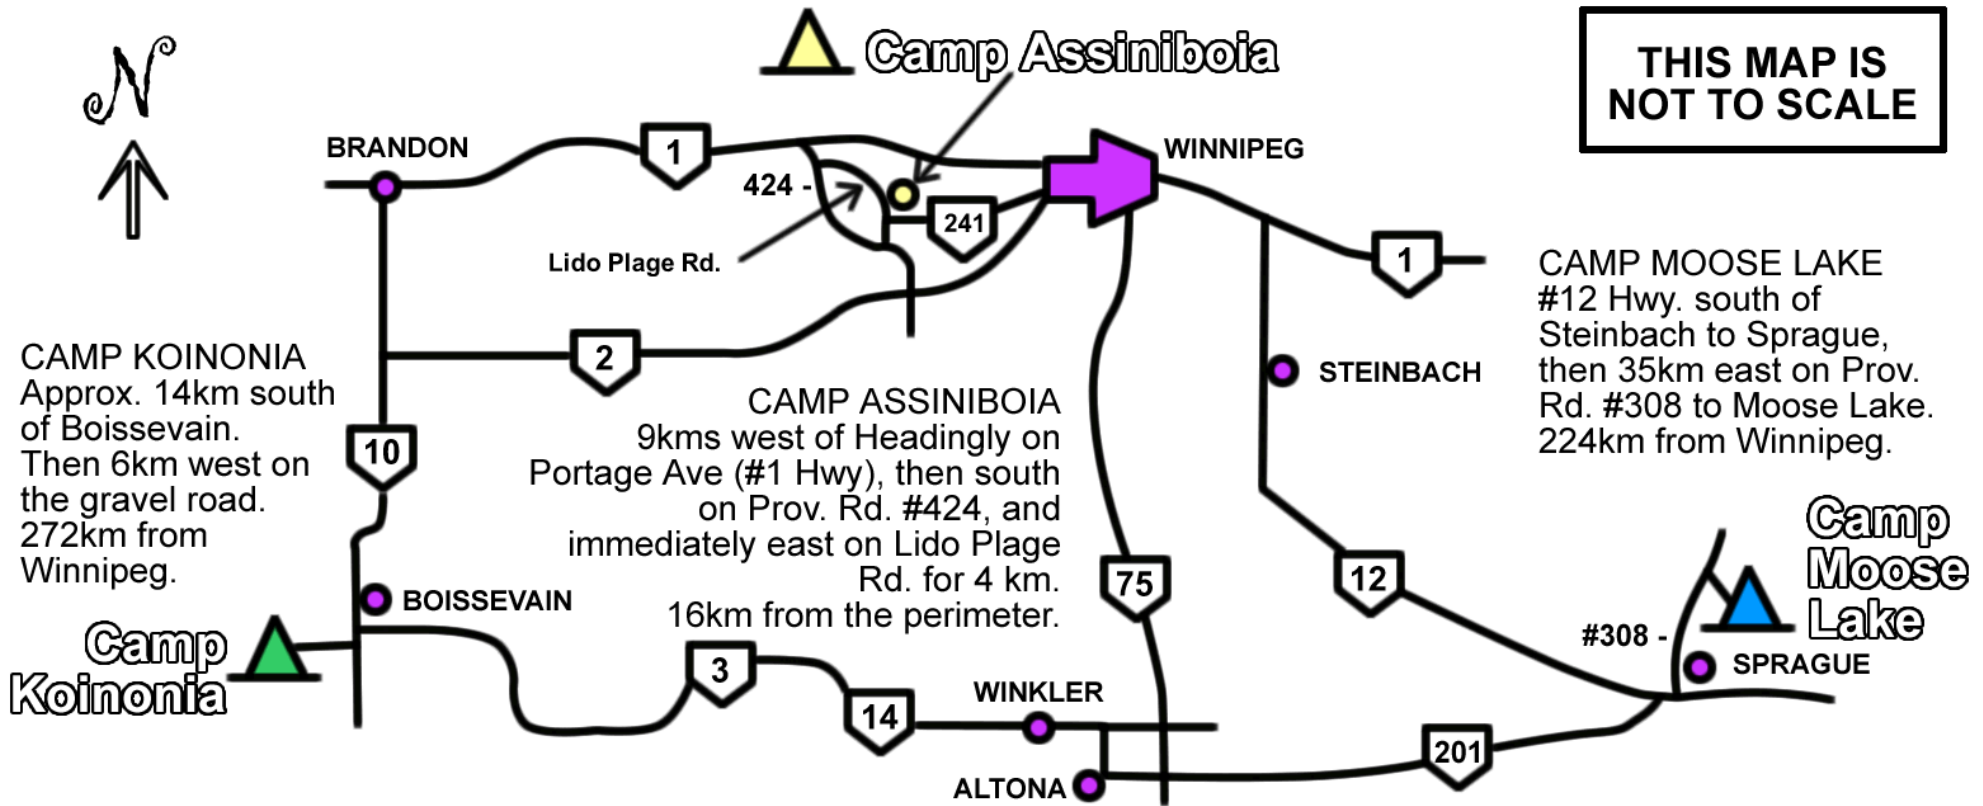 N
Camp Assiniboia
THIS MAP IS
NOT TO SCALE
BRANDON
1
WINNIPEG
424 -
241
Lido Plage Rd.
1
2
STEINBACH
CAMP MOOSE LAKE
#12 Hwy. south of
Steinbach to Sprague,
then 35km east on Prov.
Rd. #308 to Moose Lake.
224km from Winnipeg.
CAMP KOINONIA
Approx. 14km south
of Boissevain.
Then 6km west on
the gravel road.
272km from
Winnipeg.
10
CAMP ASSINIBOIA
9kms west of Headingly on
Portage Ave (#1 Hwy), then south
on Prov. Rd. #424, and
immediately east on Lido Plage
Rd. for 4 km.
16km from the perimeter.
75
12
Camp
Moose
Lake
#308 -
SPRAGUE
BOISSEVAIN
Camp
Koinonia
3
14
WINKLER
ALTONA
201